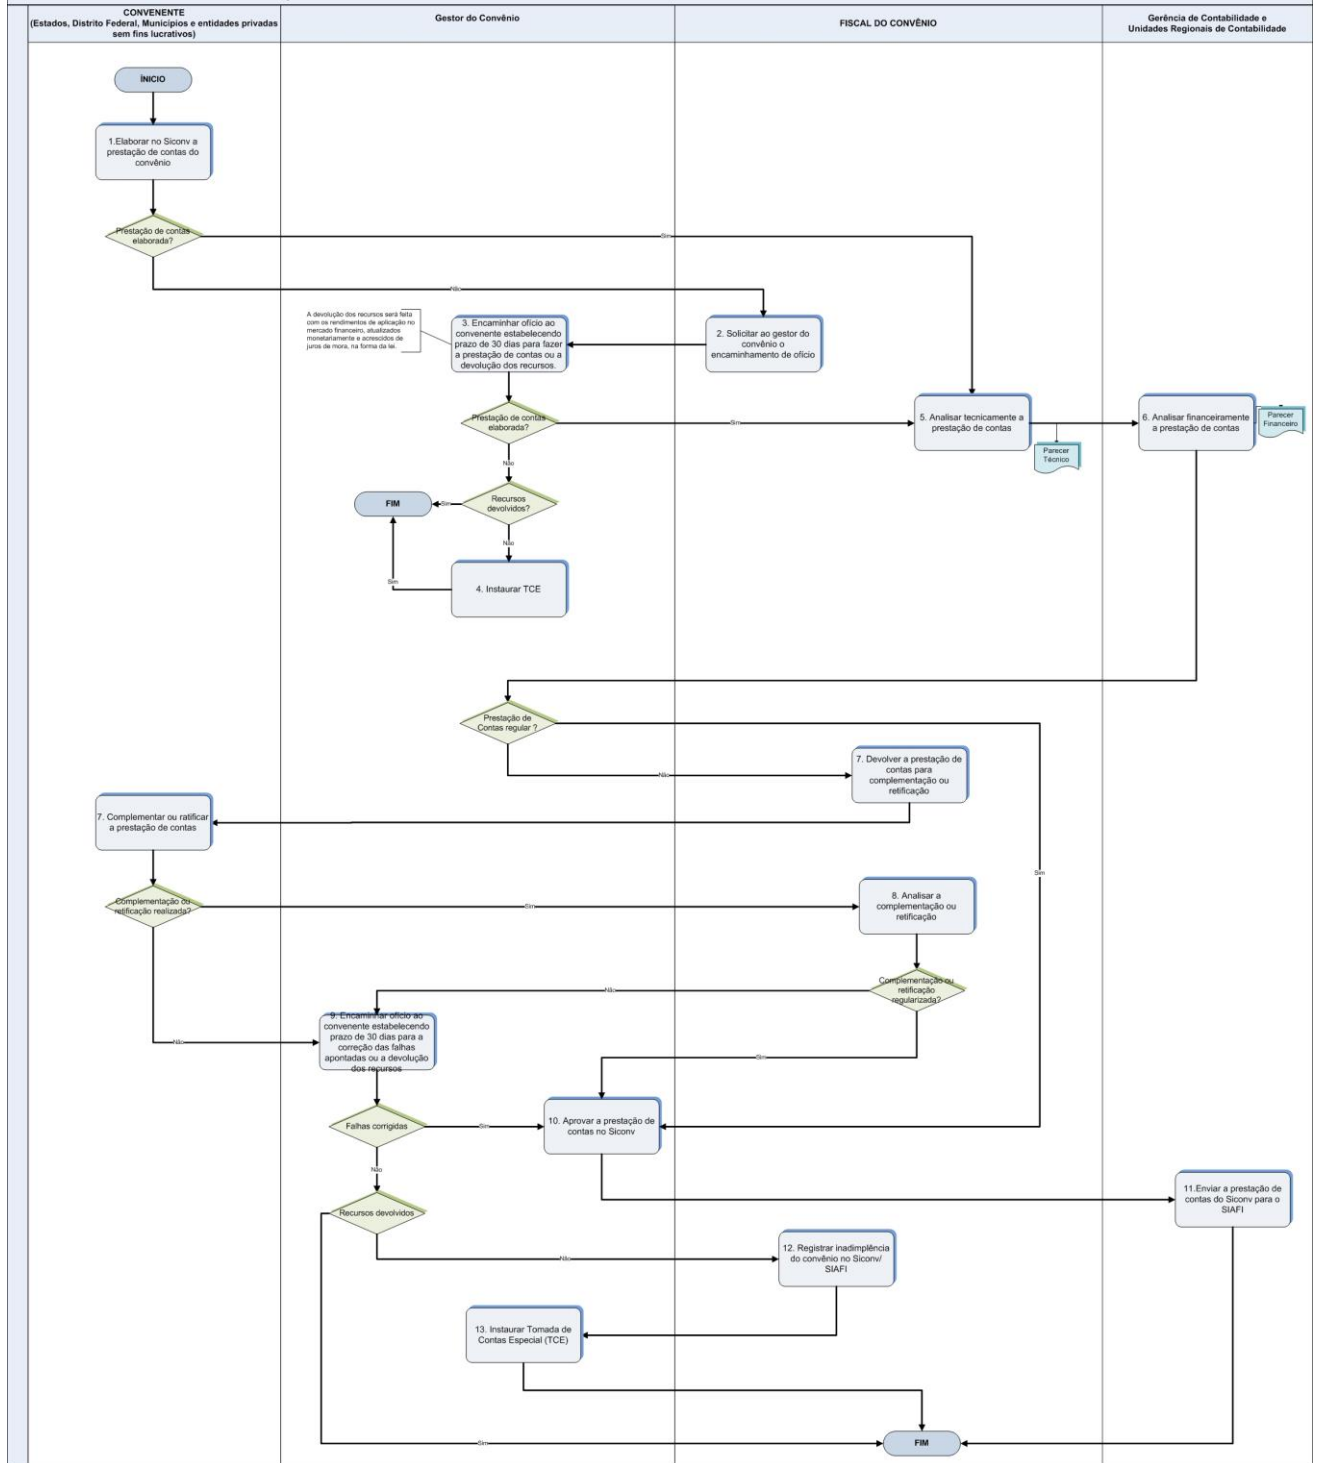 CONVENENTE
(Estados, Distrito Federal, Municípios e entidades privadas
sem fins lucrativos)
Gestor do Convênio
FISCAL DO CONVÊNIO
Gerência de Contabilidade e
Unidades Regionais de Contabilidade
ÍNICIO
1.Elaborar no Siconv a
prestação de contas do
convênio
Prestação de contas
elaborada?
Sim
Não
A devolução dos recursos será feita
com os rendimentos de aplicação no
mercado financeiro, atualizados
monetariamente e acrescidos de
juros de mora, na forma da lei.
3. Encaminhar ofício ao
convenente estabelecendo
prazo de 30 dias para fazer
a prestação de contas ou a
devolução dos recursos.
2. Solicitar ao gestor do
convênio o
encaminhamento de ofício
Prestação de contas
elaborada?
Sim
5. Analisar tecnicamente a
prestação de contas
Parecer
Técnico
6. Analisar financeiramente
a prestação de contas
Parecer
Financeiro
Não
Recursos
devolvidos?
Sim
FIM
Não
4. Instaurar TCE
Sim
Prestação de
Contas regular ?
Não
7. Devolver a prestação de
contas para
complementação ou
retificação
7. Complementar ou ratificar
a prestação de contas
Sim
Complementação ou
retificação realizada?
Sim
8. Analisar a
complementação ou
retificação
Complementação ou
retificação
regularizada?
Não
Não
9. Encaminhar ofício ao
convenente estabelecendo
prazo de 30 dias para a
correção das falhas
apontadas ou a devolução
dos recursos
Sim
Falhas corrigidas
Sim
10. Aprovar a prestação de
contas no Siconv
Não
Recursos devolvidos
11.Enviar a prestação de
contas do Siconv para o
SIAFI
Não
12. Registrar inadimplência
do convênio no Siconv/
SIAFI
13. Instaurar Tomada de
Contas Especial (TCE)
Sim
FIM